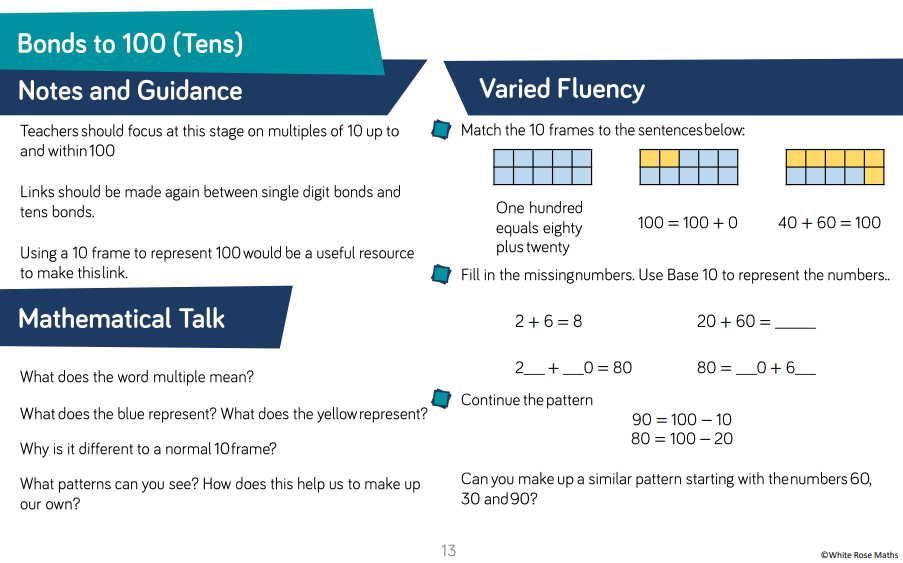 Bonds to 100 (Tens)
Notes and Guidance
Teachers should focus at this stage on multiples of 10 up to
and within 100
Links should be made again between single digit bonds and
tens bonds.
Using a 10 frame to represent 100 would be a useful resource
to make this link.
Mathematical Talk
What does the word multiple mean?
What does the blue represent? What does the yellow represent?
Why is it different to a normal 10 frame?
What patterns can you see? How does this help us to make up
our own?
Varied Fluency
Match the 10 frames to the sentences below:
One hundred
equals eighty
plus twenty
100 = 100 + 0
40 + 60 = 100
Fill in the missing numbers. Use Base 10 to represent the numbers..
2 + 6 = 8
20 + 60 = _____
2__ + __0 = 80
80 = __0 + 6__
Continue the pattern
90 = 100 – 10
80 = 100 – 20
Can you make up a similar pattern starting with the numbers 60,
30 and 90?
13
©White Rose Maths